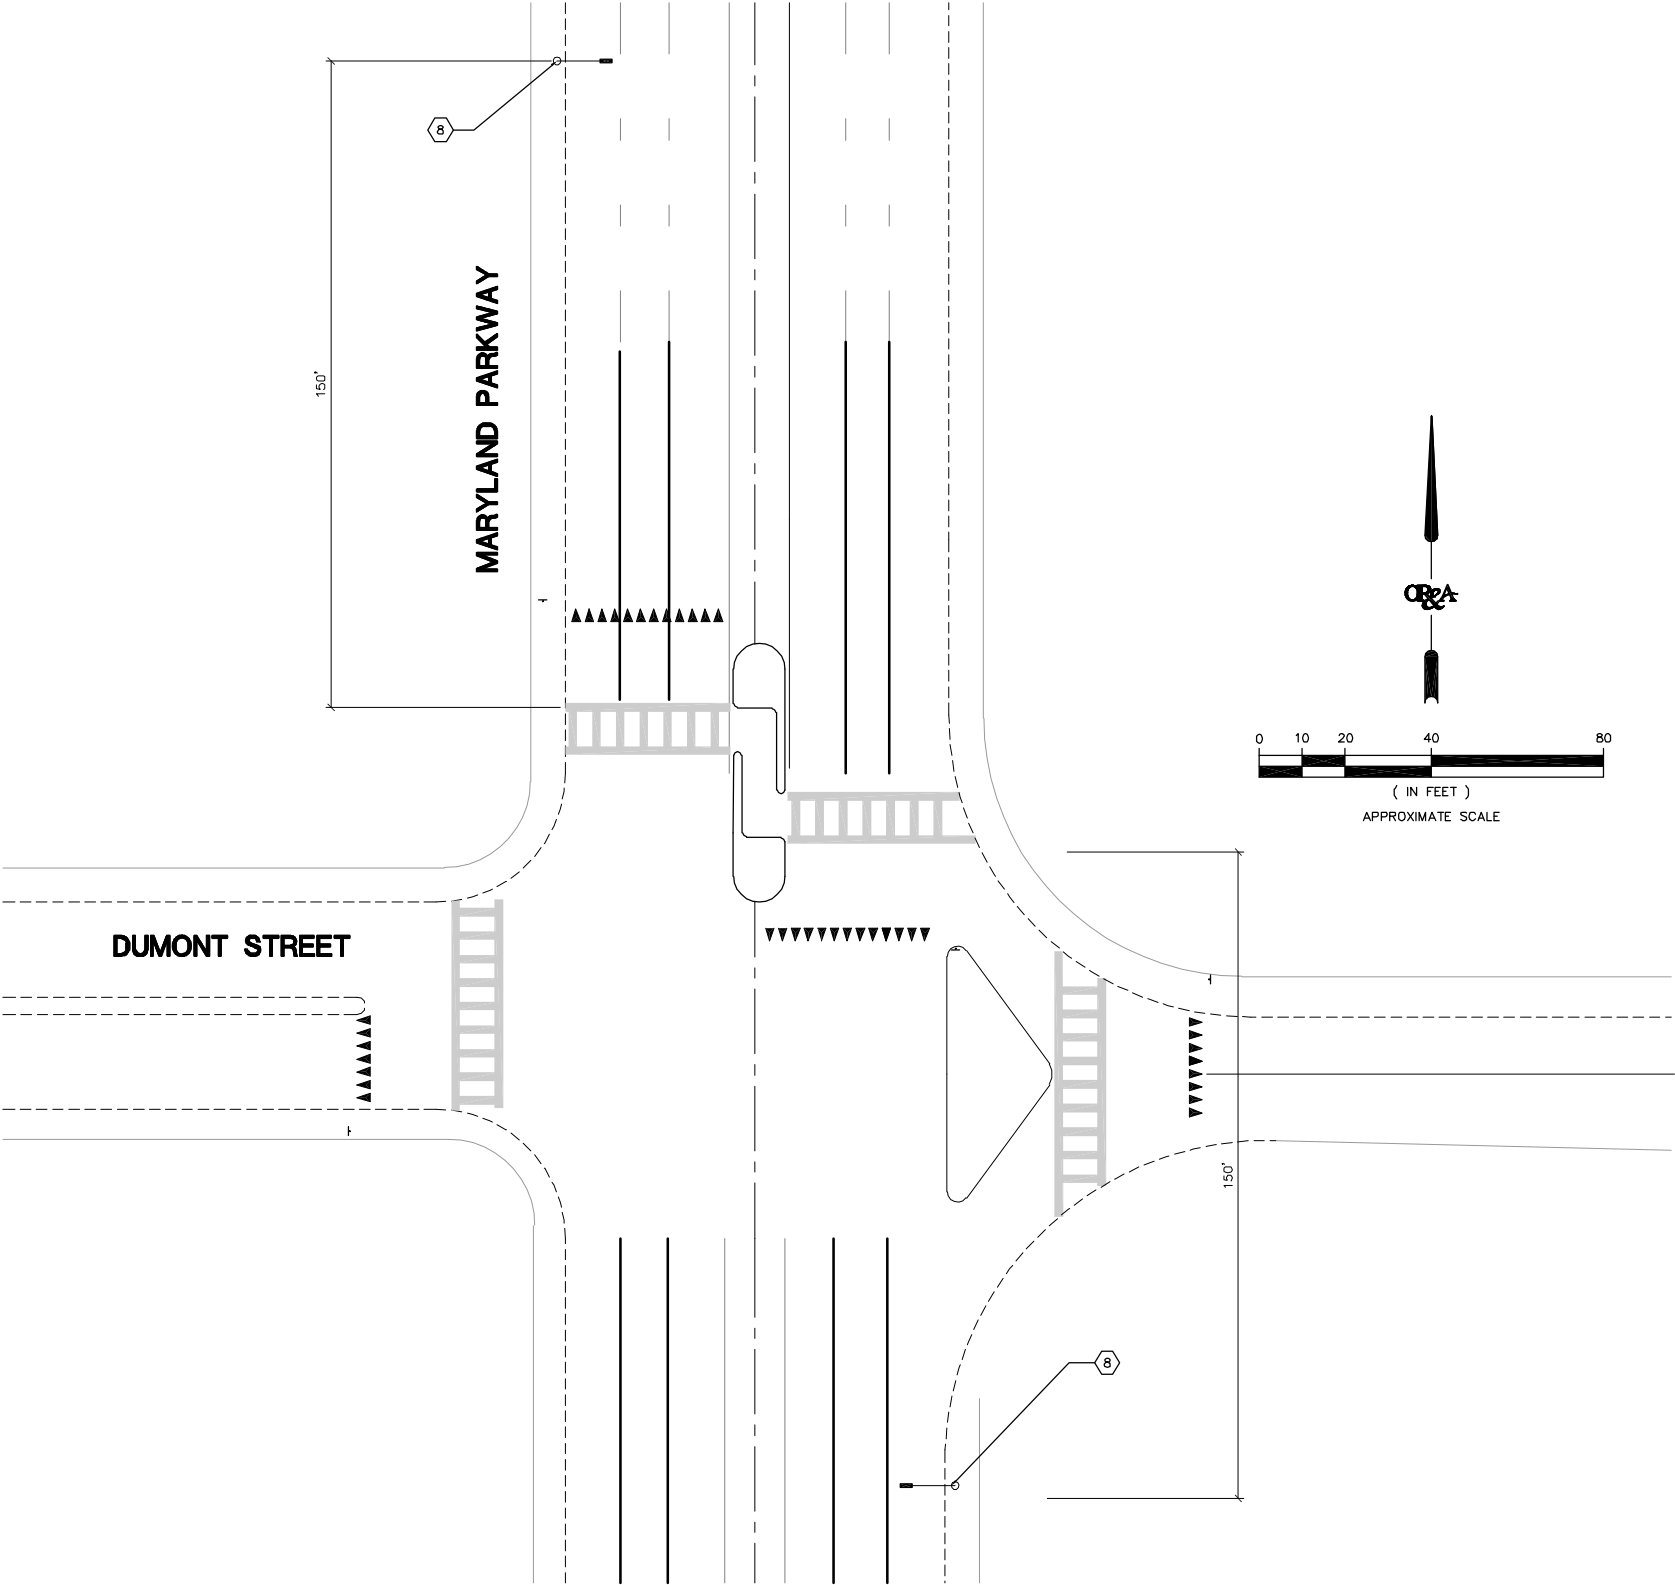 8
MARYLAND PARKWAY
150'
OR&A
0 10 20 40 80
( IN FEET )
APPROXIMATE SCALE
DUMONT STREET
150'
8